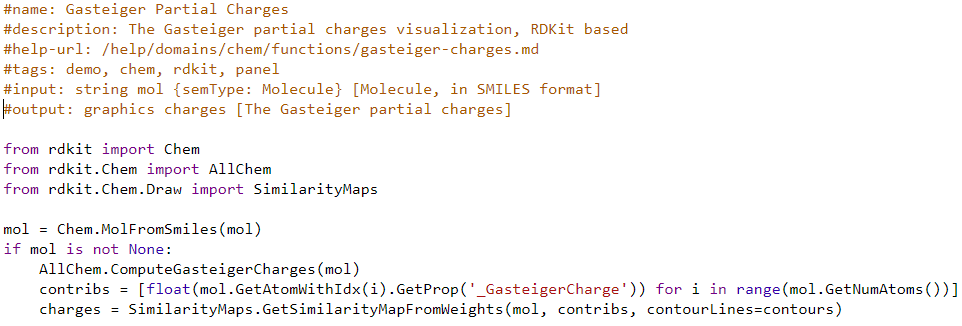 #name: Gasteiger Partial Charges
#description: The Gasteiger partial charges visualization, RDKit based
#help-url: /help/domains/chem/functions/gasteiger-charges.md
#tags: demo, chem, rdkit, panel
#input: string mol {semType: Molecule} [Molecule, in SMILES format]
#output: graphics charges [The Gasteiger partial charges]

from rdkit import Chem
from rdkit.Chem import AllChem
from rdkit.Chem.Draw import SimilarityMaps

mol = Chem.MolFromSmiles(mol)
if mol is not None:
    AllChem.ComputeGasteigerCharges(mol)
    contribs = [float(mol.GetAtomWithIdx(i).GetProp('_GasteigerCharge')) for i in range(mol.GetNumAtoms())]
    charges = SimilarityMaps.GetSimilarityMapFromWeights(mol, contribs, contourLines=contours)